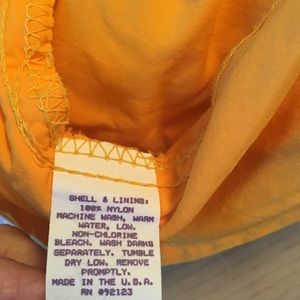 SHELL & LINING:
100% NYLON
MACHINE WASH, WARM
WATER, LOW.
NON-CHLORINE
BLEACH. WASH DARKS
SEPARATELY. TUMBLE
DRY LOW. REMOVE
PROMPTLY.
MADE IN U.S.A.
RN #92123